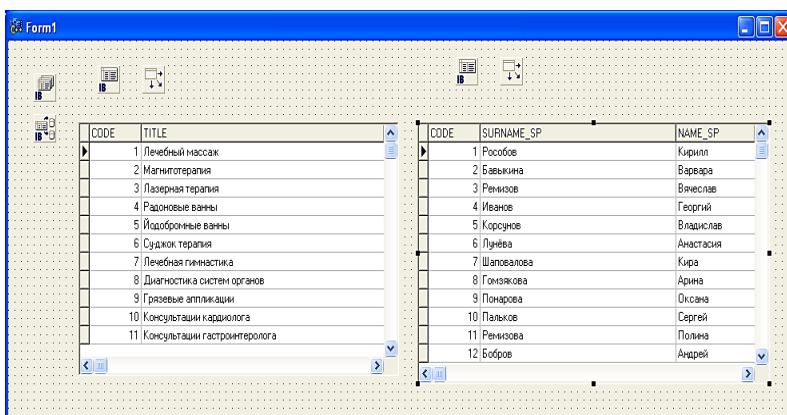 Form1
IB IB IB
IB
CODE TITLE
1 Лечебный массаж
2 Магнитотерапия
3 Лазерная терапия
4 Радоновые ванны
5 Йодобромные ванны
6 Су-джок терапия
7 Лечебная гимнастика
8 Диагностика систем органов
9 Грязевые аппликации
10 Консультации кардиолога
11 Консультации гастроинтеролога
CODE SURNAME_SP NAME_SP
1 Рособов Кирилл
2 Бавыкина Варвара
3 Ремизов Вячеслав
4 Иванов Георгий
5 Корсунов Владислав
6 Лунёва Анастасия
7 Шаповалова Кира
8 Гомзякова Арина
9 Понарова Оксана
10 Пальков Сергей
11 Ремизова Полина
12 Бобров Андрей